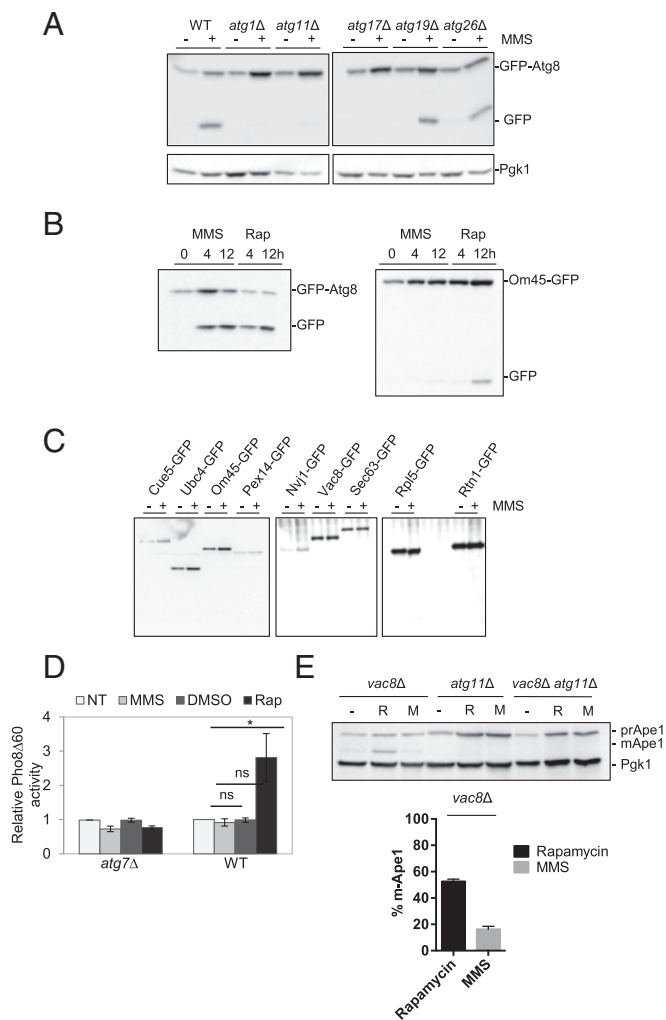 A
WT atg1Δ atg11Δ atg17Δ atg19Δ atg26Δ
- + - + - + - + - + - + MMS
GFP-Atg8
GFP
Pgk1
B
MMS Rap MMS Rap
0 4 12 4 12h 0 4 12 4 12h
GFP-Atg8
GFP
Om45-GFP
GFP
C
Cue5-GFP Ubc4-GFP Om45-GFP Pex14-GFP Nvj1-GFP Vac8-GFP Sec63-GFP Rpl5-GFP Rtn1-GFP
- + - + - + - + - + - + - + - + - + MMS
D
NT MMS DMSO Rap
Relative Pho8Δ60 activity
4
3
2
1
0
*
ns
ns
atg7Δ WT
E
vac8Δ atg11Δ vac8Δ atg11Δ
- R M - R M - R M
prApe1
mApe1
Pgk1
vac8Δ
% m-Ape1
100
80
60
40
20
0
Rapamycin
MMS
Rapamycin MMS